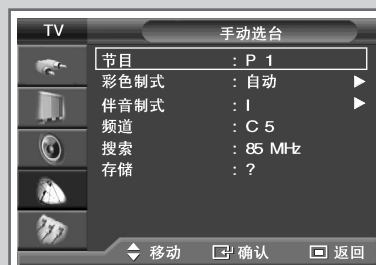 TV
手动选台
节目 : P 1
彩色制式 : 自动
伴音制式 : I
频道 : C 5
搜索 : 85 MHz
存储 : ?
移动 确认 返回